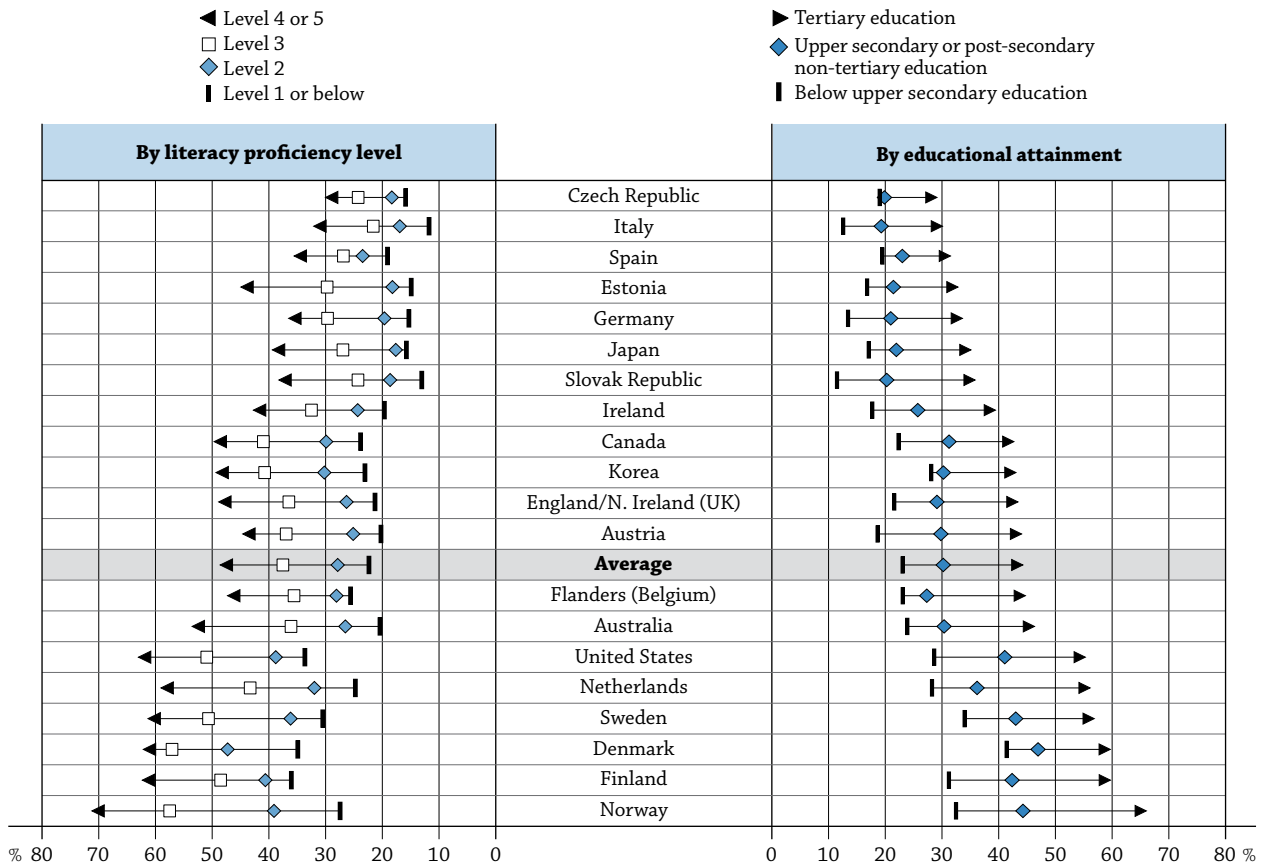 Level 4 or 5
Level 3
Level 2
Level 1 or below
Tertiary education
Upper secondary or post-secondary
non-tertiary education
Below upper secondary education
By literacy proficiency level
By educational attainment
Czech Republic
Italy
Spain
Estonia
Germany
Japan
Slovak Republic
Ireland
Canada
Korea
England/N. Ireland (UK)
Austria
Average
Flanders (Belgium)
Australia
United States
Netherlands
Sweden
Denmark
Finland
Norway
% 80 70 60 50 40 30 20 10 0
0 10 20 30 40 50 60 70 80 %